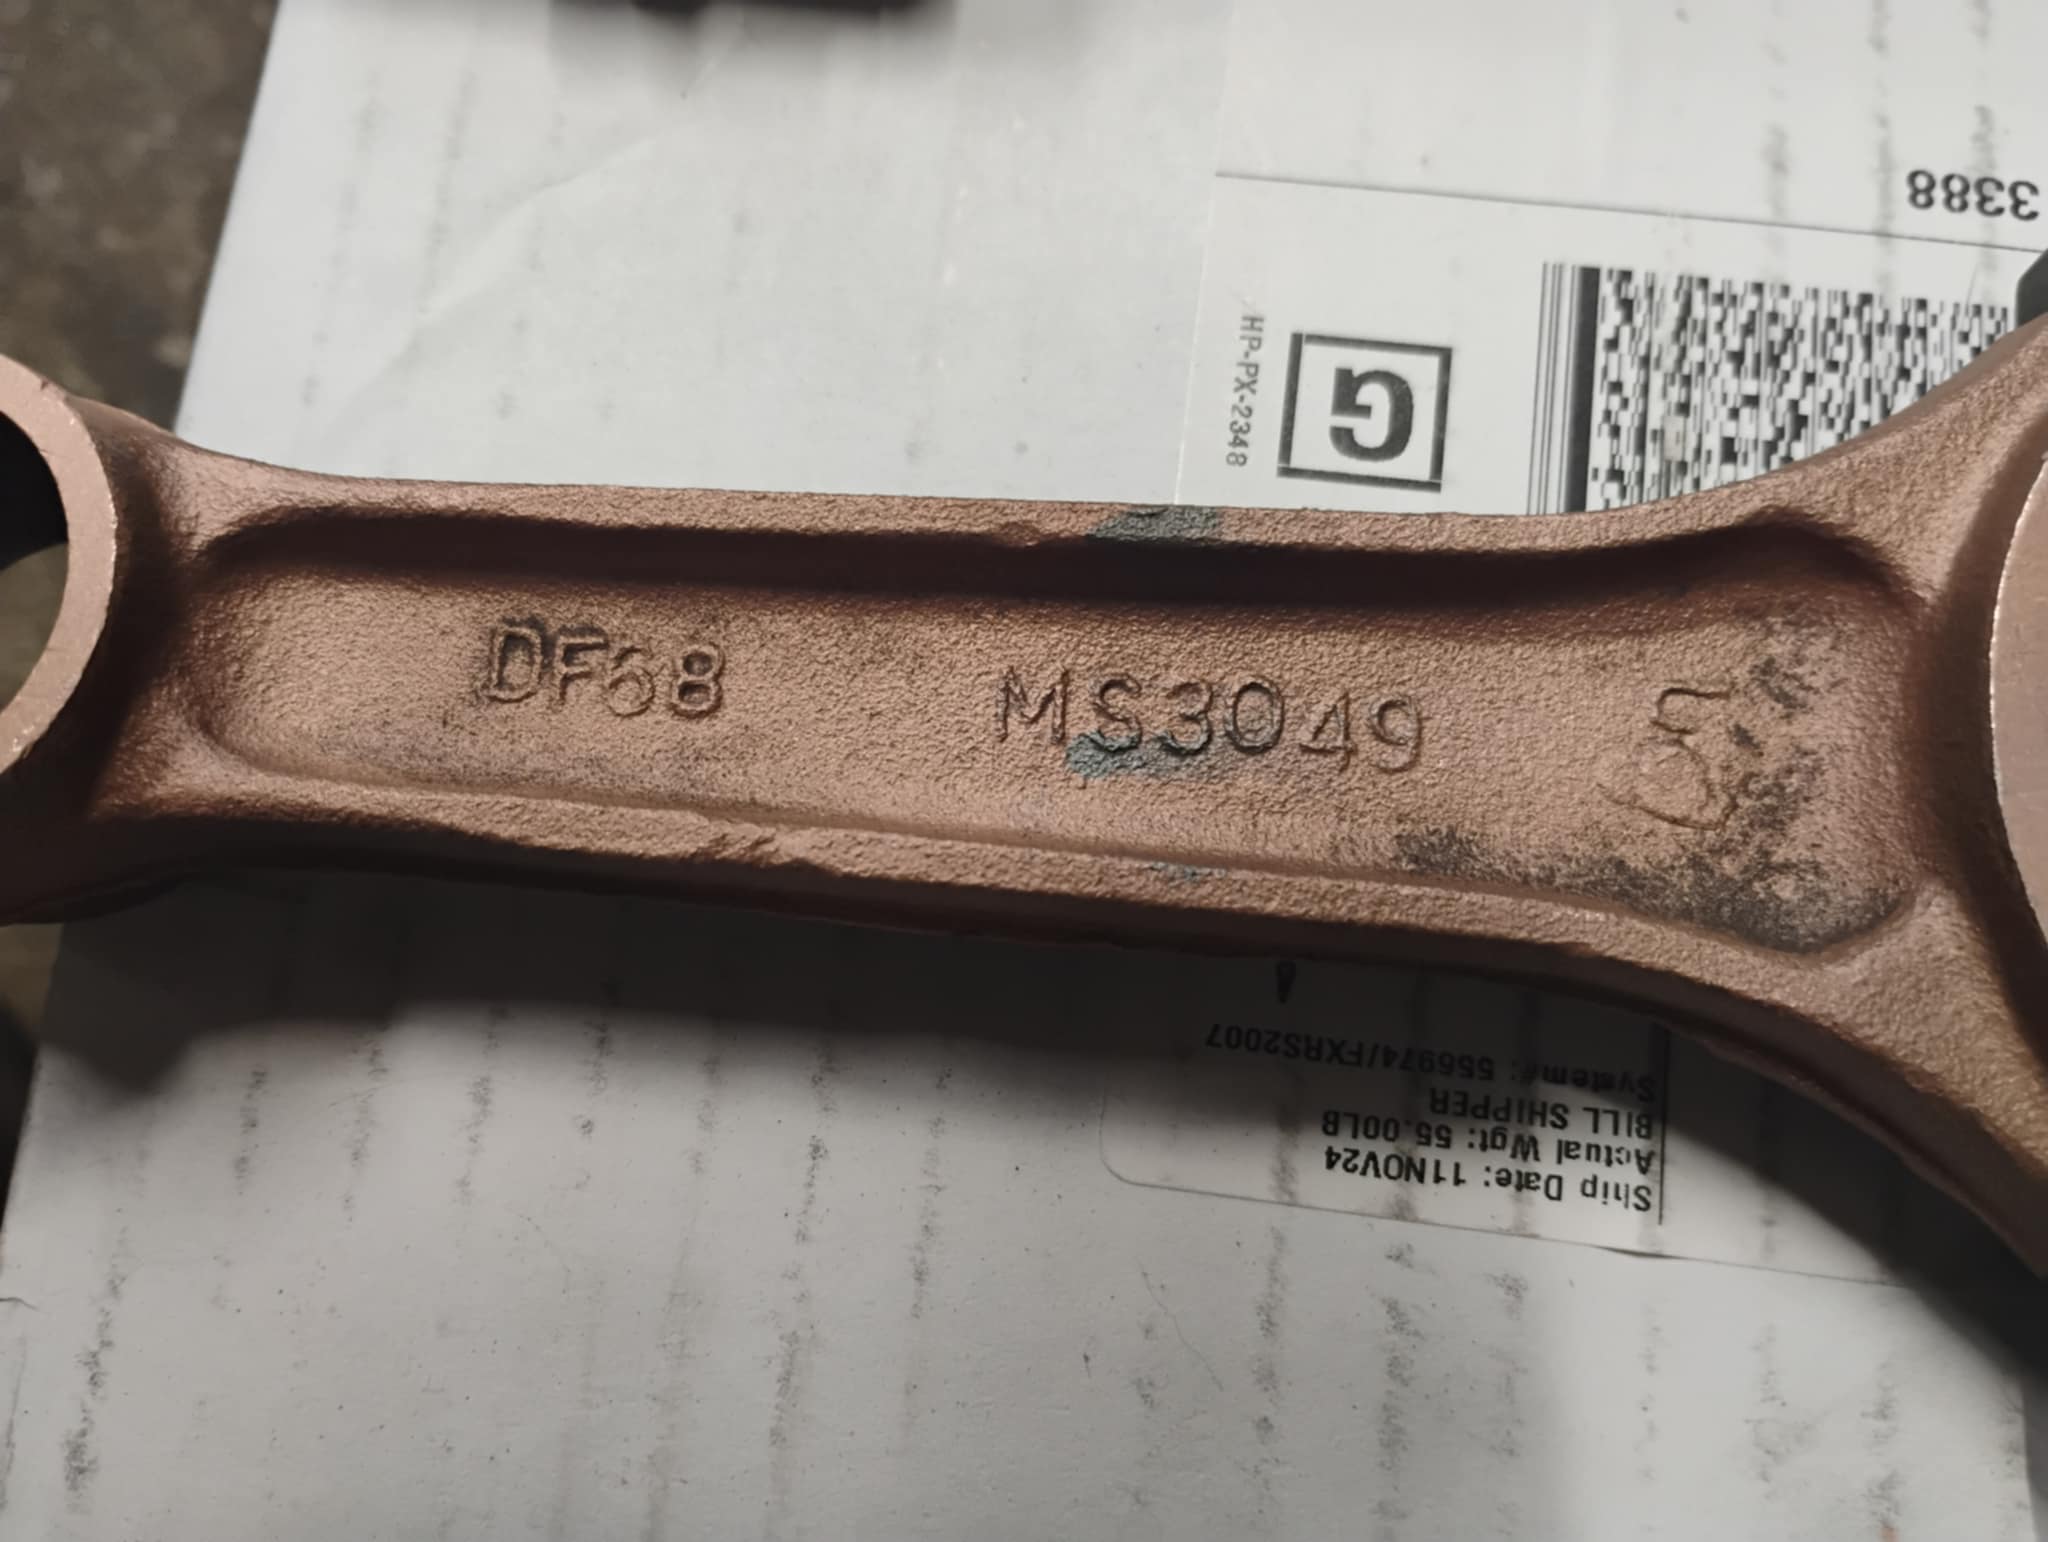 3388
HP-PX-2348
G
DF68
MS3049
Ship Date: 11NOV24
Actual Wgt: 55.00LB
BILL SHIPPER
System#: 556974/FXRS2007